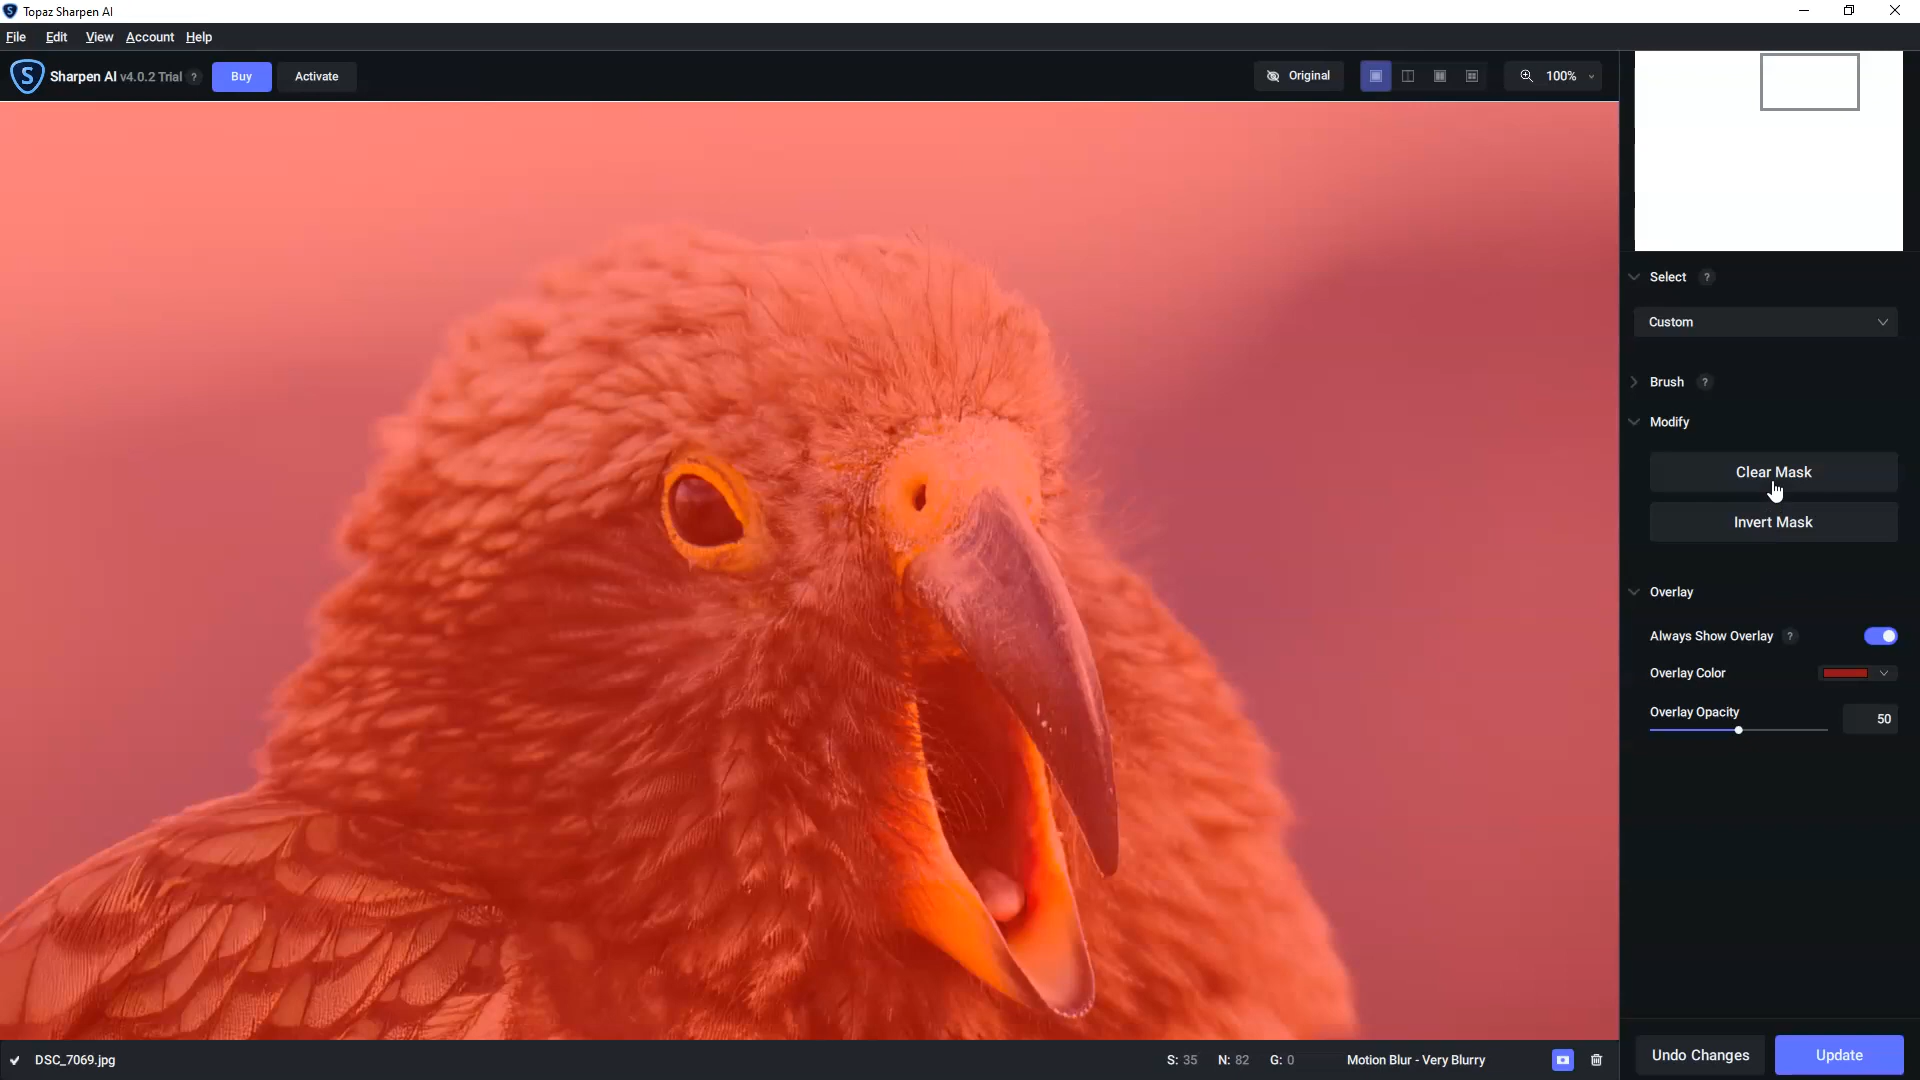 Topaz Sharpen AI
File Edit View Account Help
Sharpen AI v4.0.2 Trial ? Buy Activate Original 100%
Select ?
Custom
Brush ?
Modify
Clear Mask
Invert Mask
Overlay
Always Show Overlay ?
Overlay Color
Overlay Opacity 50
DSC_7069.jpg S: 35 N: 82 G: 0 Motion Blur - Very Blurry Undo Changes Update